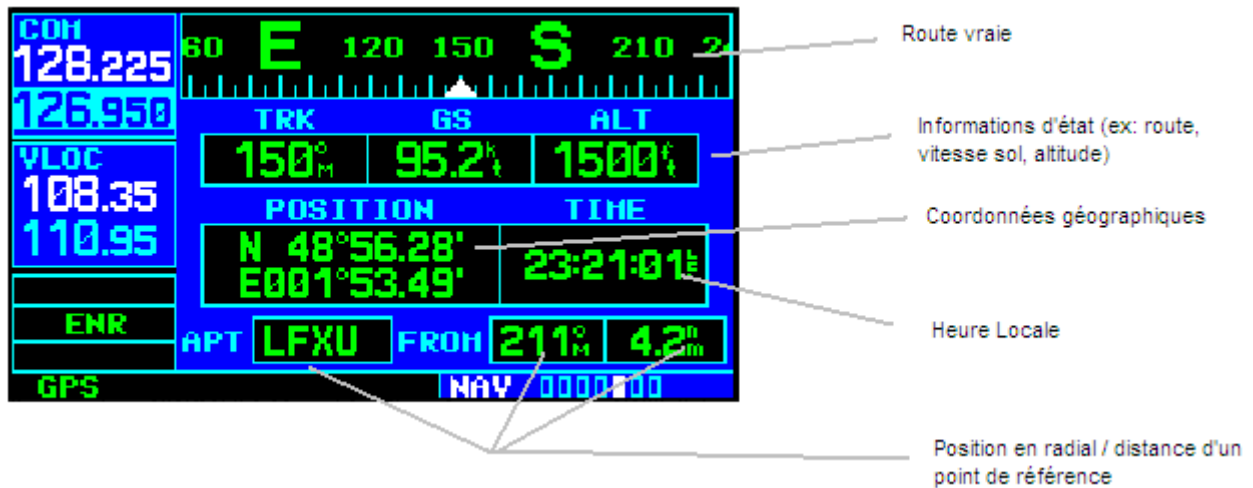 COM
128.225
126.950
VLOC
108.35
110.95
ENR
GPS
60 E 120 150 S 210 2
TRK GS ALT
150°M 95.2kt 1500ft
POSITION TIME
N 48°56.28'
E001°53.49'
23:21:01
APT LFXU FROM 211°M 4.2nm
NAV
Route vraie
Informations d'état (ex: route,
vitesse sol, altitude)
Coordonnées géographiques
Heure Locale
Position en radial / distance d'un
point de référence